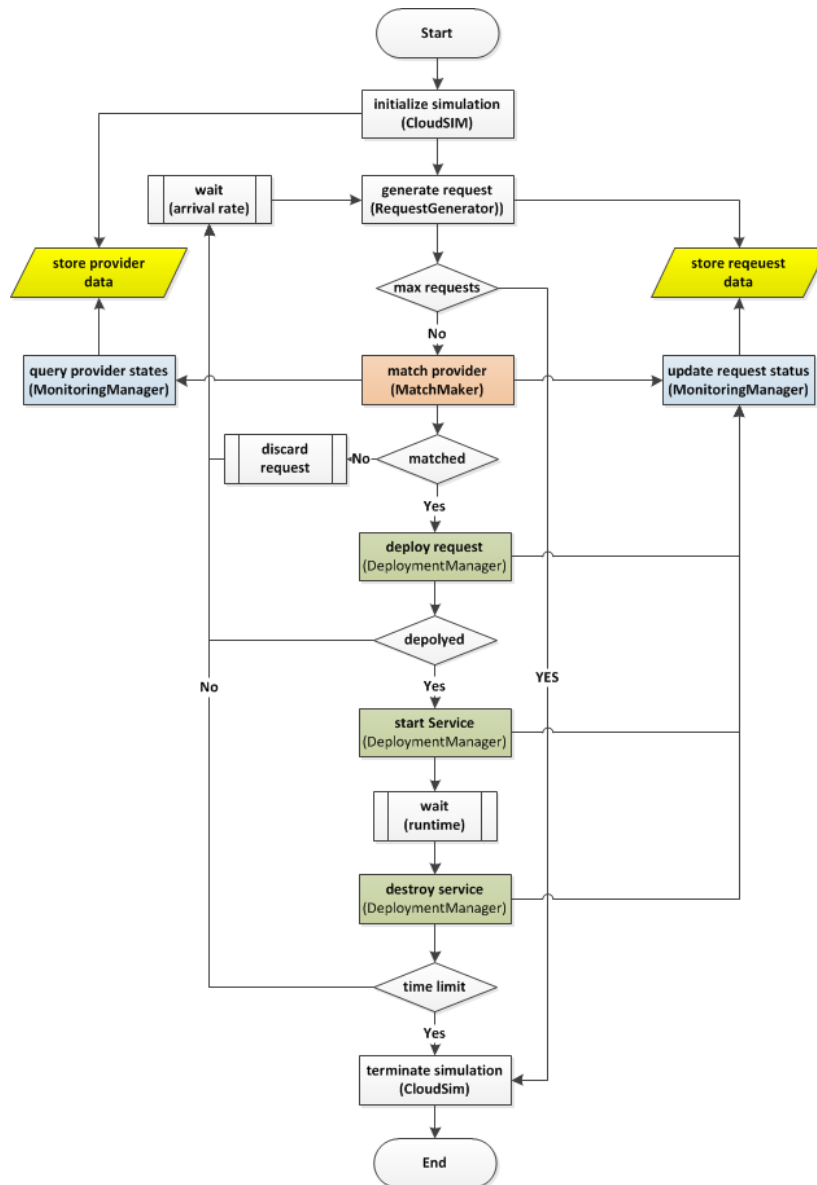 Start
initialize simulation
(CloudSIM)
wait
(arrival rate)
generate request
(RequestGenerator))
store provider
data
max requests
store reqeuest
data
No
query provider states
(MonitoringManager)
match provider
(MatchMaker)
update request status
(MonitoringManager)
discard
request
No
matched
Yes
deploy request
(DeploymentManager)
depolyed
No
Yes
YES
start Service
(DeploymentManager)
wait
(runtime)
destroy service
(DeploymentManager)
time limit
Yes
terminate simulation
(CloudSim)
End